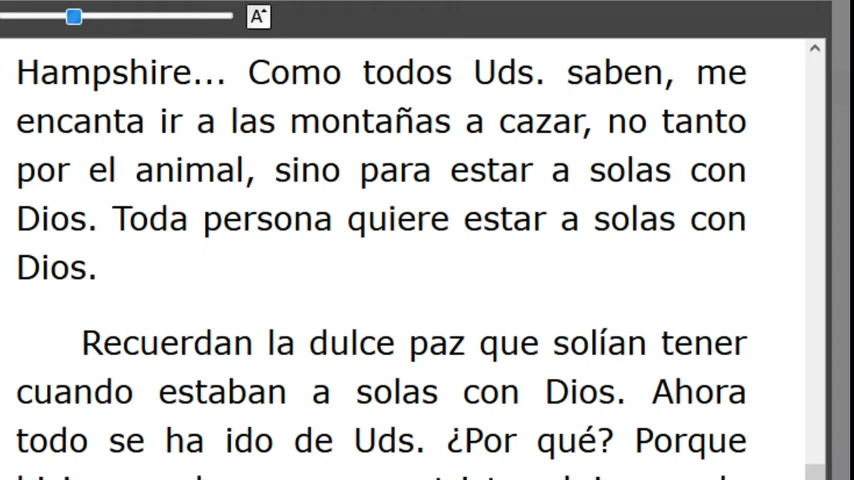 A
Hampshire... Como todos Uds. saben, me
encanta ir a las montañas a cazar, no tanto
por el animal, sino para estar a solas con
Dios. Toda persona quiere estar a solas con
Dios.
Recuerdan la dulce paz que solían tener
cuando estaban a solas con Dios. Ahora
todo se ha ido de Uds. ¿Por qué? Porque